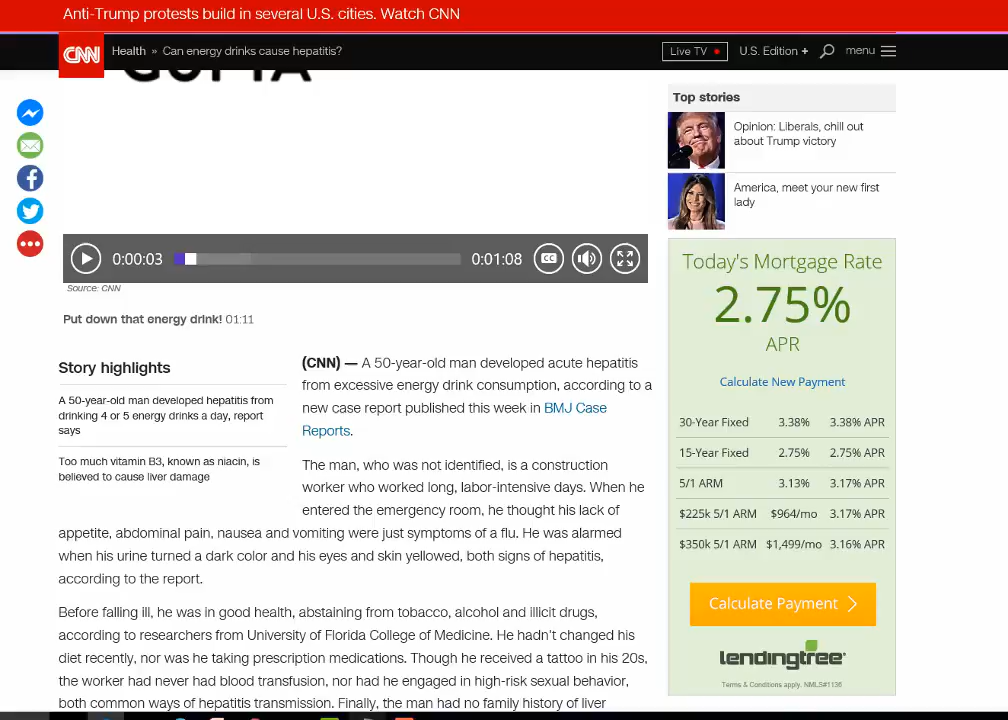 Anti-Trump protests build in several U.S. cities. Watch CNN
CNN
Health » Can energy drinks cause hepatitis?
Live TV
U.S. Edition +
menu
GUPTA
0:00:03
0:01:08
CC
Source: CNN
Put down that energy drink! 01:11
Story highlights
A 50-year-old man developed hepatitis from
drinking 4 or 5 energy drinks a day, report
says
Too much vitamin B3, known as niacin, is
believed to cause liver damage
(CNN) — A 50-year-old man developed acute hepatitis
from excessive energy drink consumption, according to a
new case report published this week in BMJ Case
Reports.
The man, who was not identified, is a construction
worker who worked long, labor-intensive days. When he
entered the emergency room, he thought his lack of
appetite, abdominal pain, nausea and vomiting were just symptoms of a flu. He was alarmed
when his urine turned a dark color and his eyes and skin yellowed, both signs of hepatitis,
according to the report.
Before falling ill, he was in good health, abstaining from tobacco, alcohol and illicit drugs,
according to researchers from University of Florida College of Medicine. He hadn't changed his
diet recently, nor was he taking prescription medications. Though he received a tattoo in his 20s,
the worker had never had blood transfusion, nor had he engaged in high-risk sexual behavior,
both common ways of hepatitis transmission. Finally, the man had no family history of liver
Top stories
Opinion: Liberals, chill out
about Trump victory
America, meet your new first
lady
Today's Mortgage Rate
2.75%
APR
Calculate New Payment
30-Year Fixed 3.38% 3.38% APR
15-Year Fixed 2.75% 2.75% APR
5/1 ARM 3.13% 3.17% APR
$225k 5/1 ARM $964/mo 3.17% APR
$350k 5/1 ARM $1,499/mo 3.16% APR
Calculate Payment
lendingtree
Terms & Conditions apply. NMLS#1136